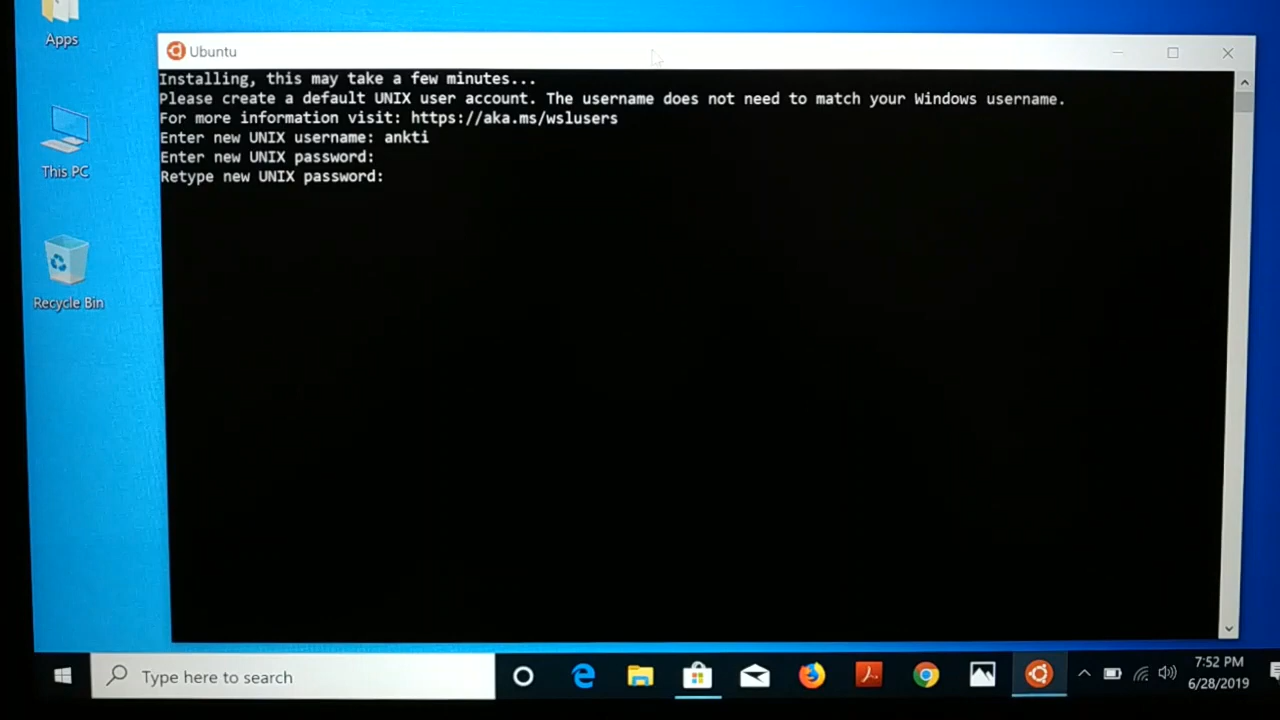 Apps
This PC
Recycle Bin
Ubuntu
Installing, this may take a few minutes...
Please create a default UNIX user account. The username does not need to match your Windows username.
For more information visit: https://aka.ms/wslusers
Enter new UNIX username: ankti
Enter new UNIX password:
Retype new UNIX password:
Type here to search
7:52 PM
6/28/2019